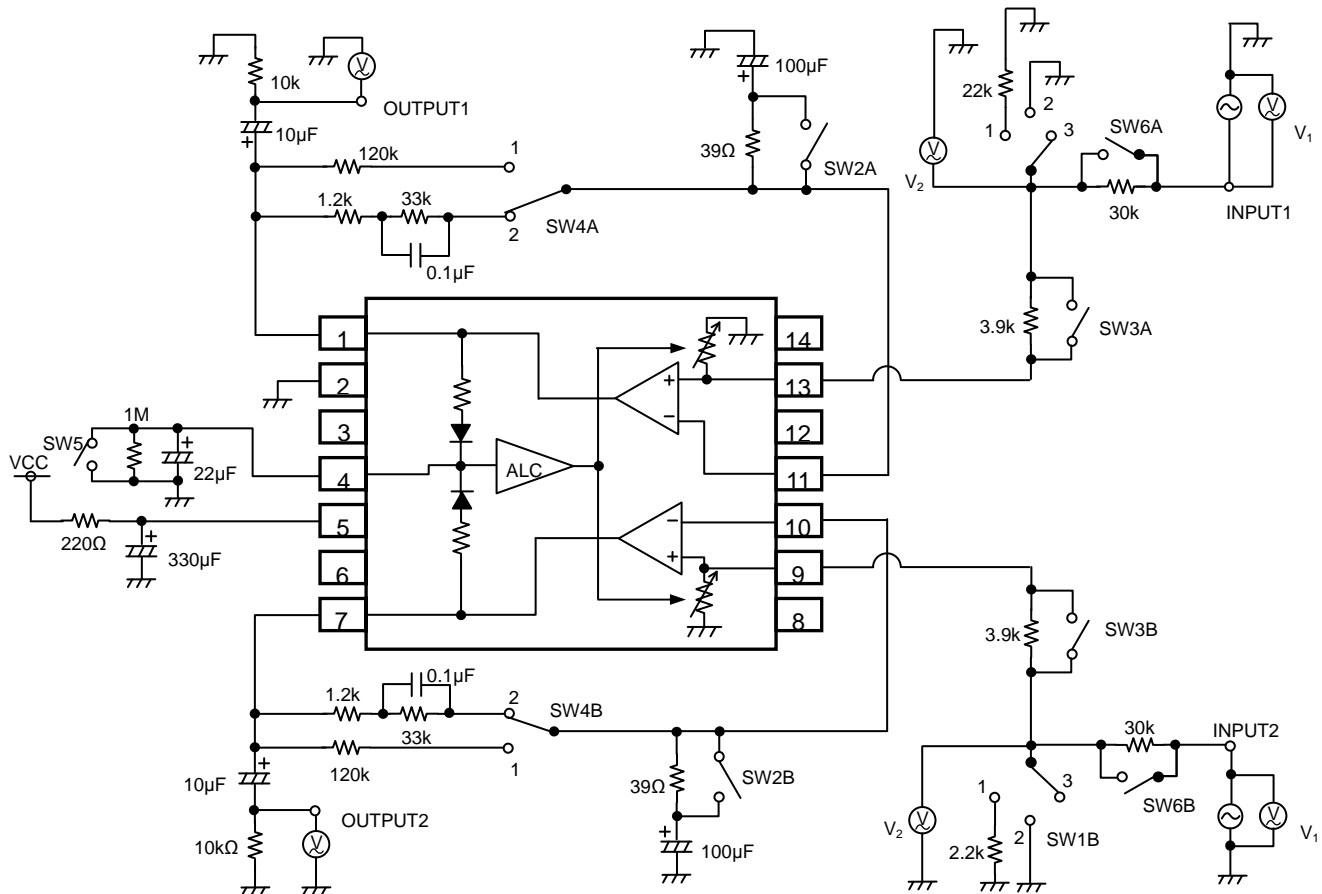 10k
V
OUTPUT1
10µF
120k
1
1.2k
33k
2
SW4A
0.1µF
100µF
39Ω
SW2A
22k
2
1
3
SW6A
V
V₂
V
V₁
30k
INPUT1
3.9k
SW3A
1
2
3
4
5
6
7
14
13
12
11
10
9
8
+
−
ALC
−
+
1M
SW5
+
22µF
VCC
220Ω
+
330µF
0.1µF
1.2k
2
SW4B
33k
120k
1
10µF
+
OUTPUT2
10kΩ
V
39Ω
SW2B
+
100µF
3.9k
SW3B
30k
INPUT2
SW6B
1
3
2
SW1B
2.2k
V₂
V
V
V₁
+
+